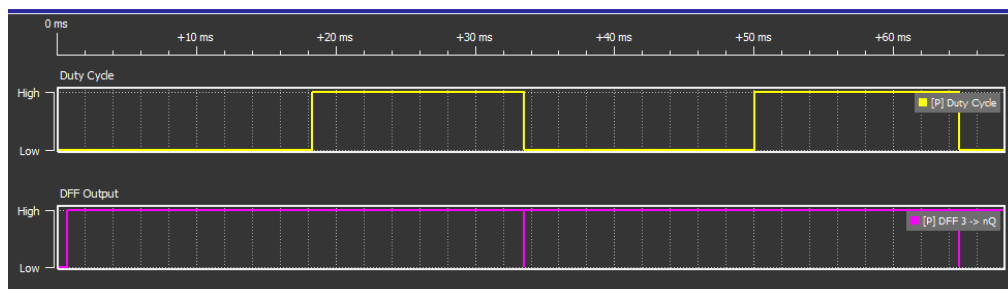 0 ms
+10 ms +20 ms +30 ms +40 ms +50 ms +60 ms
Duty Cycle
High
[P] Duty Cycle
Low
DFF Output
High
[P] DFF 3 -> nQ
Low